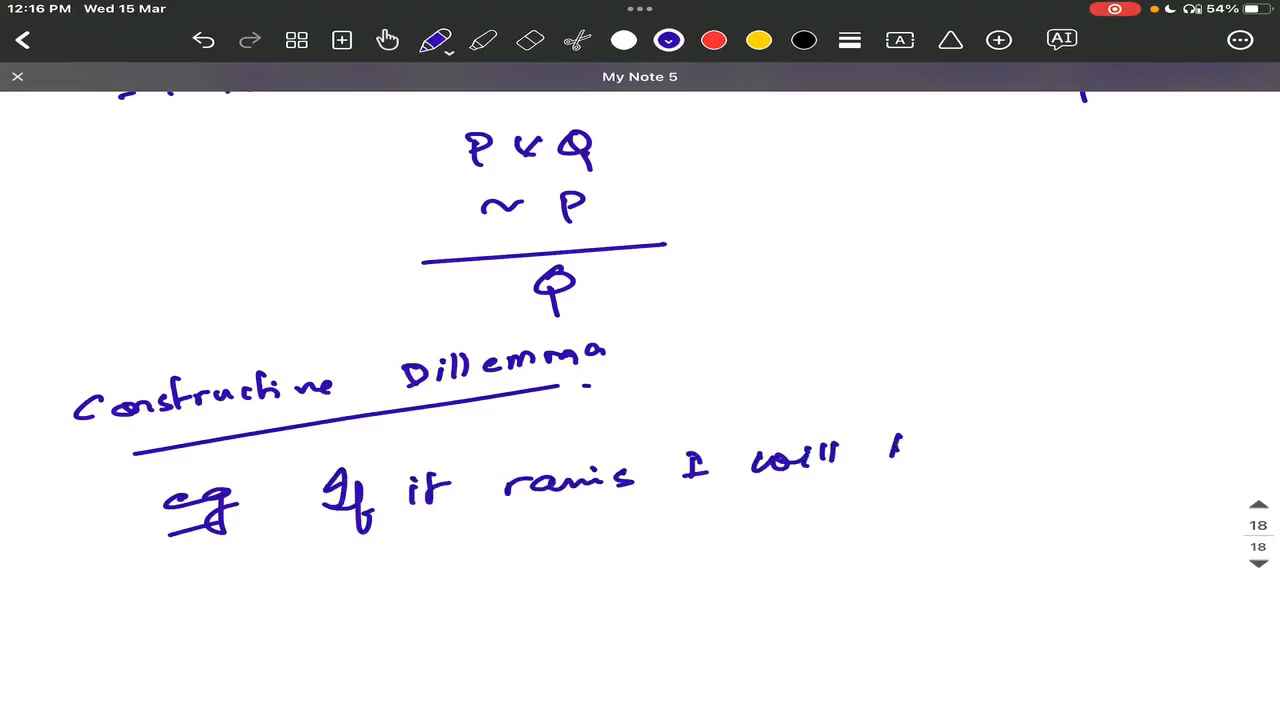 12:16 PM Wed 15 Mar
54%
A
AI
My Note 5
P v Q
~ P
Q
Constructive Dillemma
eg If it rains I will
18
18